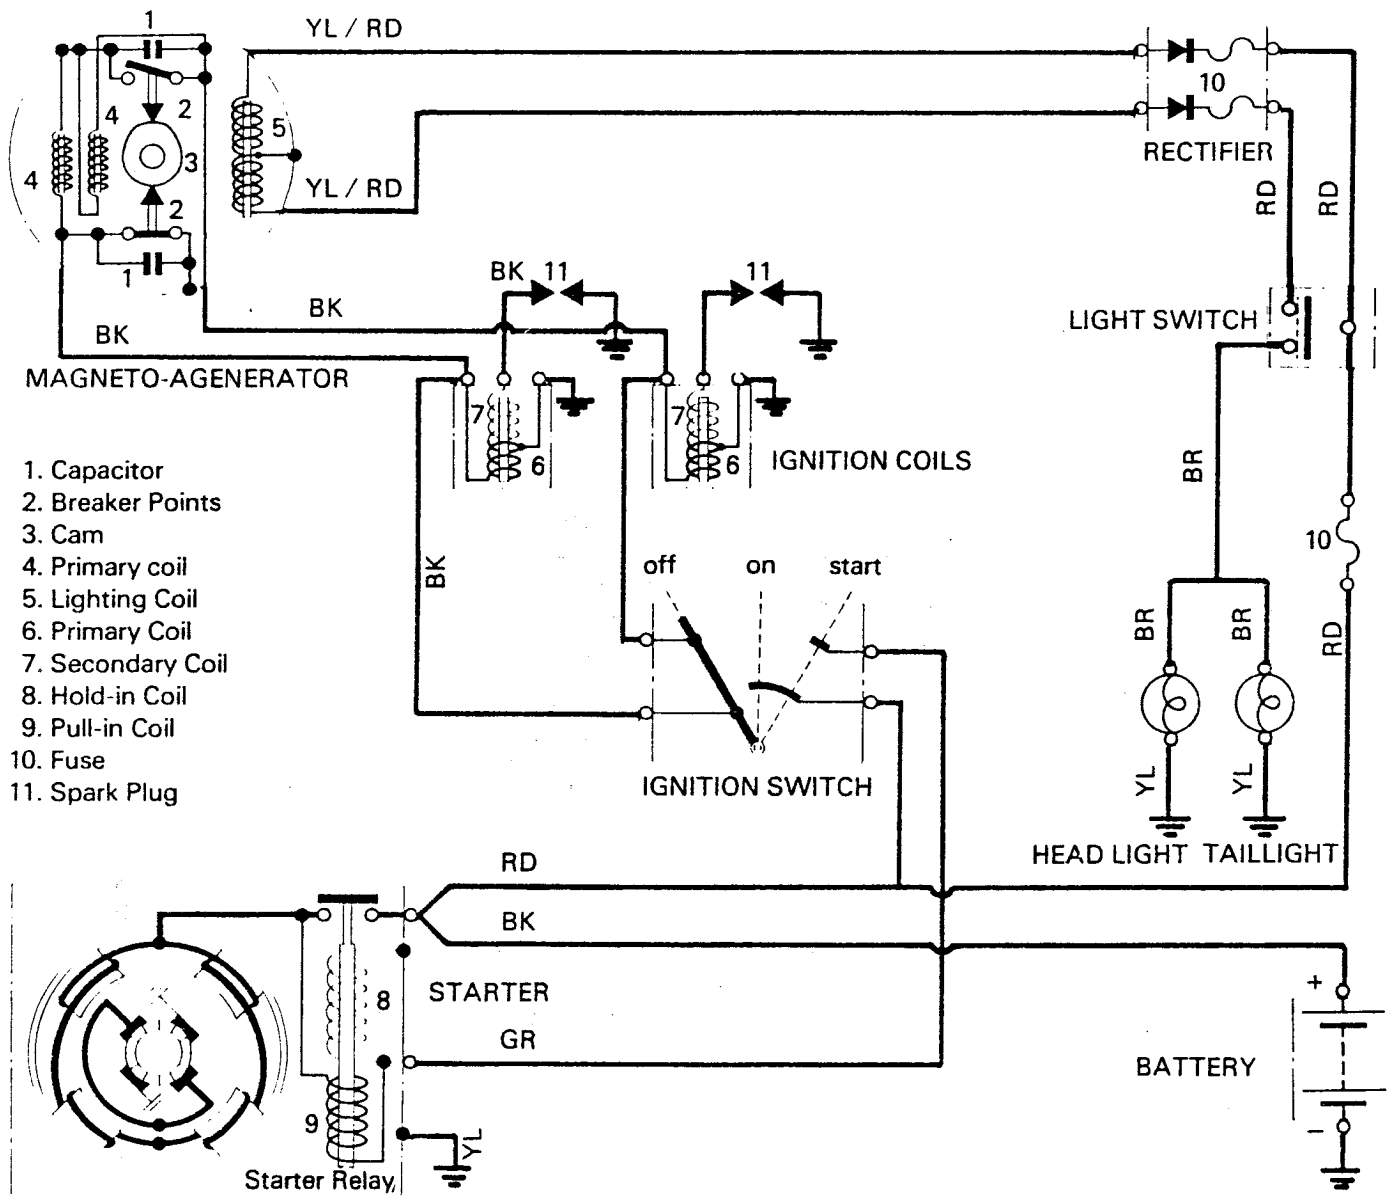 1
YL / RD
2
4
5
10
RECTIFIER
3
4
YL / RD
2
RD
RD
1
BK
11
11
BK
BK
LIGHT SWITCH
MAGNETO-AGENERATOR
7
7
6
6
IGNITION COILS
BR
1. Capacitor
2. Breaker Points
3. Cam
4. Primary coil
5. Lighting Coil
6. Primary Coil
7. Secondary Coil
8. Hold-in Coil
9. Pull-in Coil
10. Fuse
11. Spark Plug
BK
off
on
start
10
BR
BR
RD
IGNITION SWITCH
YL
YL
HEAD LIGHT
TAILLIGHT
RD
BK
8
STARTER
+
GR
BATTERY
9
−
YL
Starter Relay